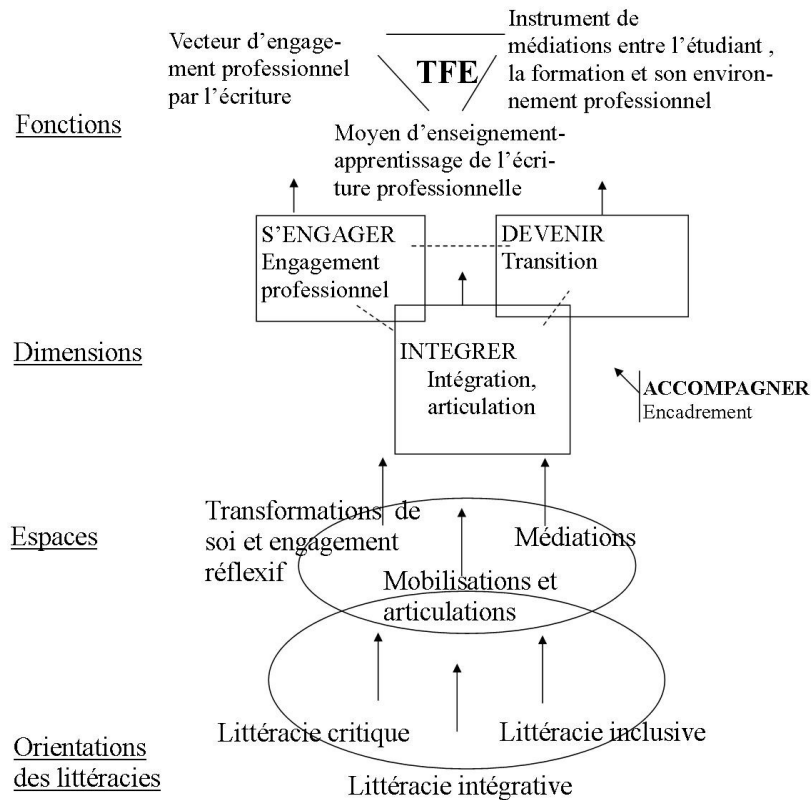 Vecteur d'engage-
ment professionnel
par l'écriture
TFE
Instrument de
médiations entre l'étudiant ,
la formation et son environ-
nement professionnel
Fonctions
Moyen d'enseignement-
apprentissage de l'écri-
ture professionnelle
S'ENGAGER
Engagement
professionnel
DEVENIR
Transition
Dimensions
INTEGRER
Intégration,
articulation
ACCOMPAGNER
Encadrement
Espaces
Transformations de
soi et engagement
réflexif
Médiations
Mobilisations et
articulations
Littéracie critique
Littéracie inclusive
Orientations
des littéracies
Littéracie intégrative